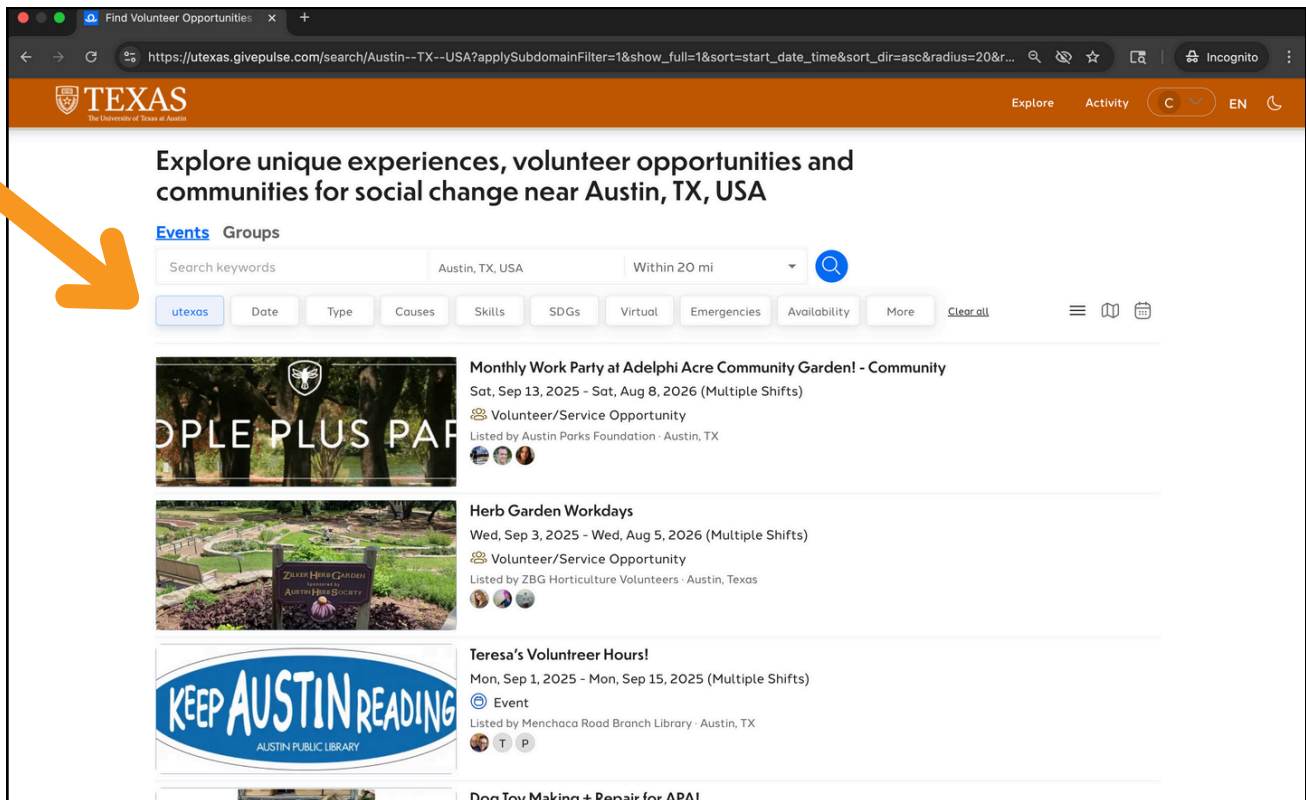 Find Volunteer Opportunities
https://utexas.givepulse.com/search/Austin--TX--USA?applySubdomainFilter=1&show_full=1&sort=start_date_time&sort_dir=asc&radius=20&r...
Incognito
TEXAS
The University of Texas at Austin
Explore Activity C EN
Explore unique experiences, volunteer opportunities and
communities for social change near Austin, TX, USA
Events Groups
Search keywords Austin, TX, USA Within 20 mi
utexas Date Type Causes Skills SDGs Virtual Emergencies Availability More Clear all
OPLE PLUS PAR
Monthly Work Party at Adelphi Acre Community Garden! - Community
Sat, Sep 13, 2025 - Sat, Aug 8, 2026 (Multiple Shifts)
Volunteer/Service Opportunity
Listed by Austin Parks Foundation · Austin, TX
ZILKER HERB GARDEN
Sponsored by
AUSTIN HERB SOCIETY
Herb Garden Workdays
Wed, Sep 3, 2025 - Wed, Aug 5, 2026 (Multiple Shifts)
Volunteer/Service Opportunity
Listed by ZBG Horticulture Volunteers · Austin, Texas
KEEP AUSTIN READING
AUSTIN PUBLIC LIBRARY
Teresa's Voluntreer Hours!
Mon, Sep 1, 2025 - Mon, Sep 15, 2025 (Multiple Shifts)
Event
Listed by Menchaca Road Branch Library · Austin, TX
T P
Dog Toy Making + Repair for APA!